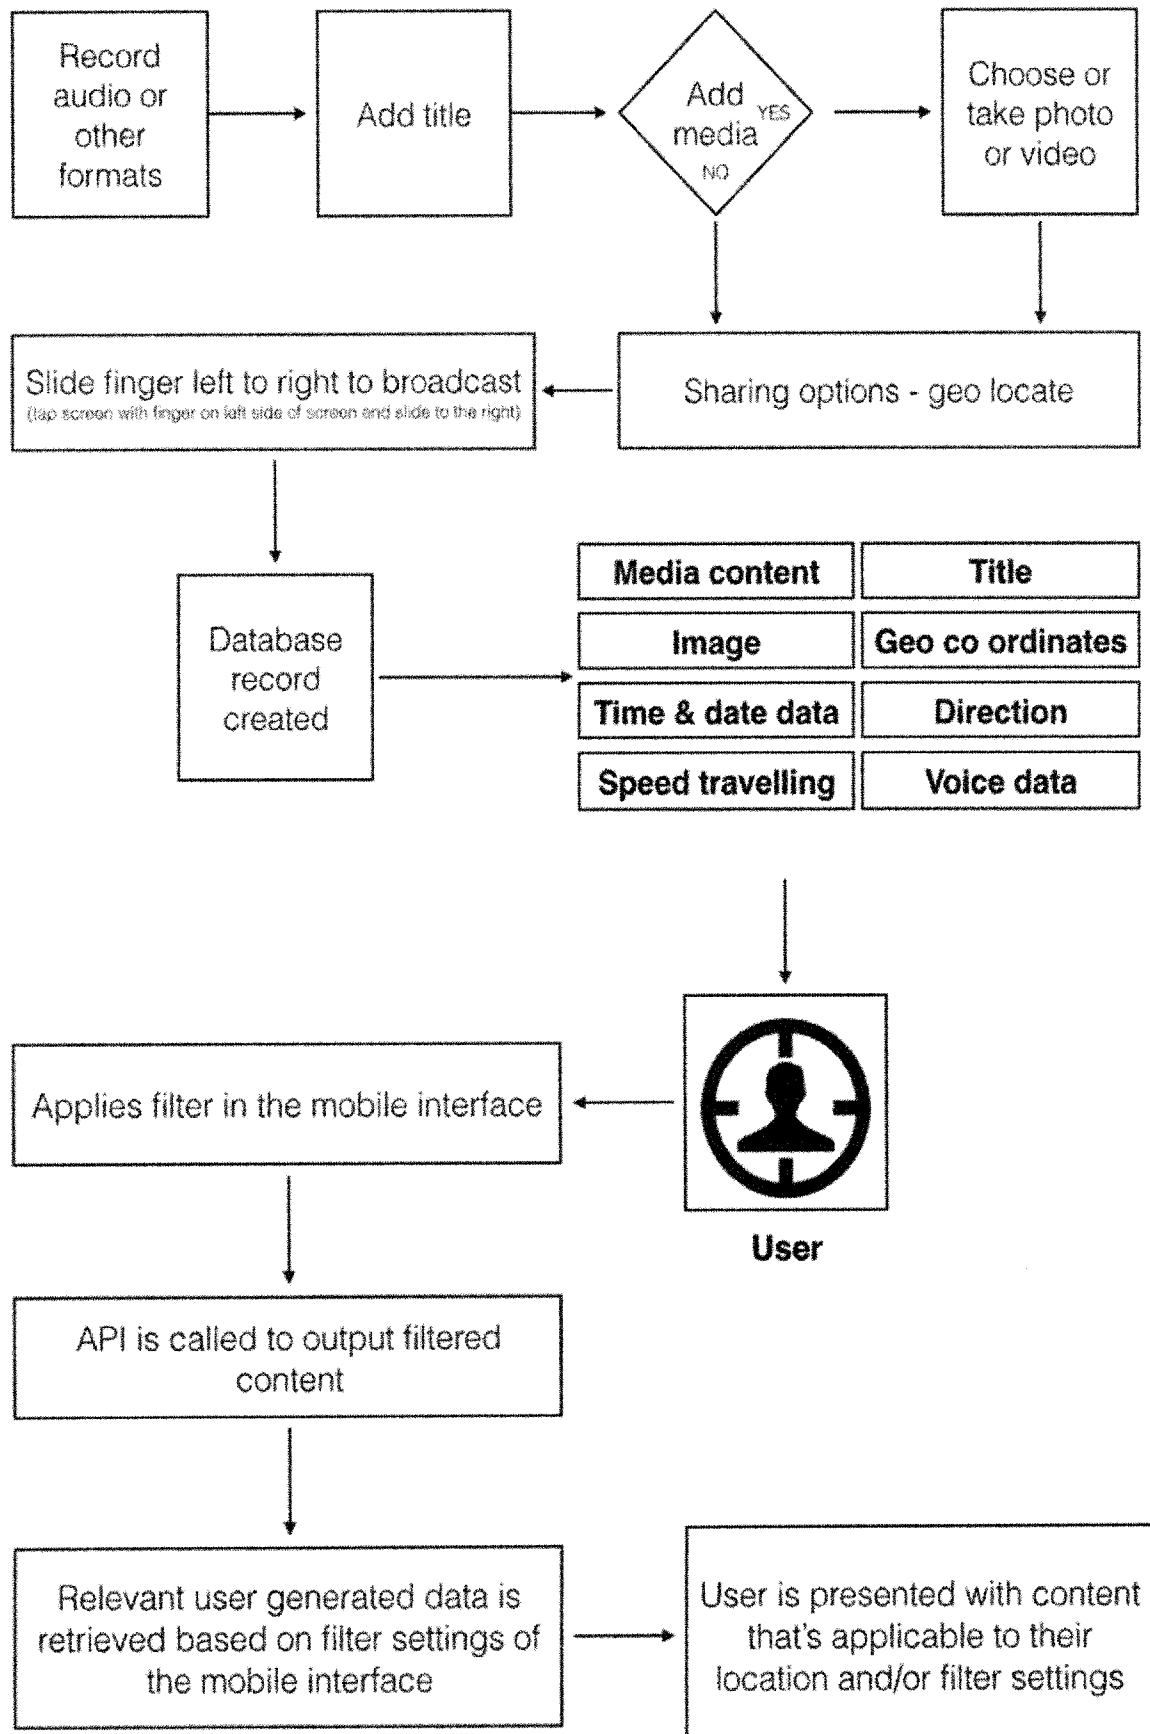 Record
audio or
other
formats
Add title
Add
media
YES
NO
Choose or
take photo
or video
Slide finger left to right to broadcast
(tap screen with finger on left side of screen and slide to the right)
Sharing options - geo locate
Database
record
created
Media content
Title
Image
Geo co ordinates
Time & date data
Direction
Speed travelling
Voice data
User
Applies filter in the mobile interface
API is called to output filtered
content
Relevant user generated data is
retrieved based on filter settings of
the mobile interface
User is presented with content
that's applicable to their
location and/or filter settings